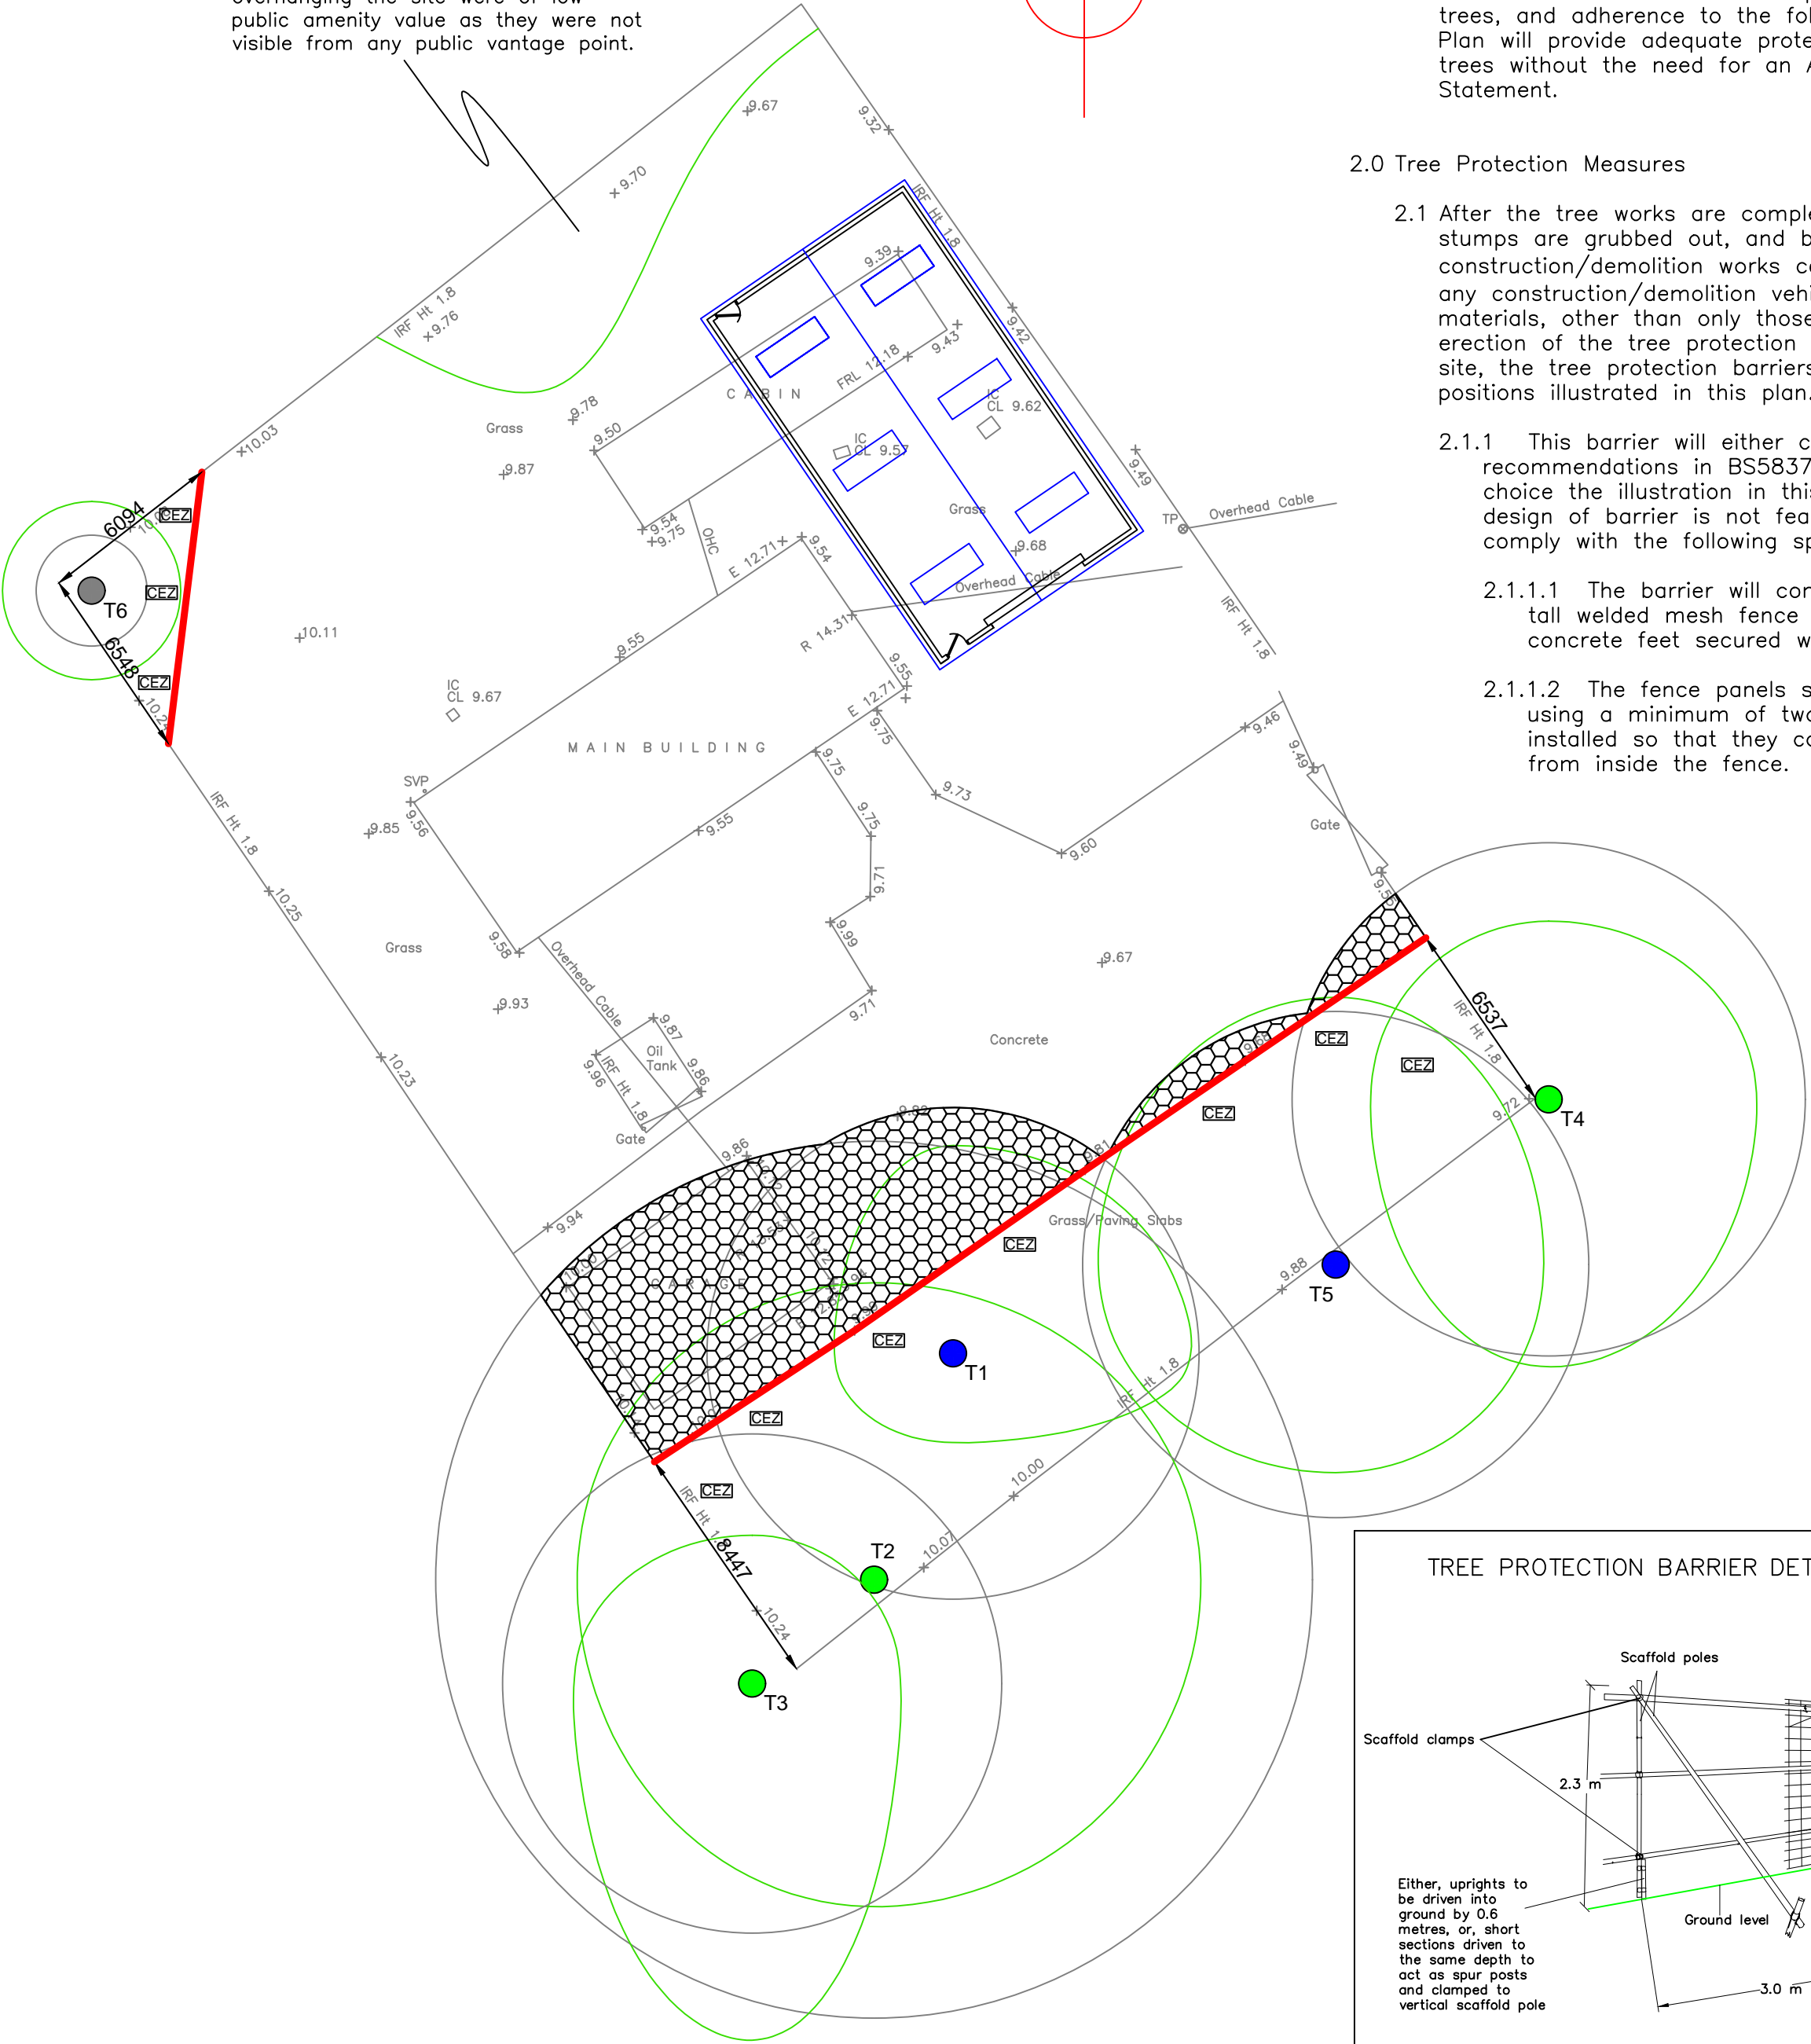 public amenity value as they were not
visible from any public vantage point.
trees, and adherence to the
Plan will provide adequate
trees without the need for an
Statement.
2.0 Tree Protection Measures
2.1 After the tree works are
stumps are grubbed out, and
construction/demolition works
any construction/demolition
materials, other than only those
erection of the tree protection
site, the tree protection barriers
positions illustrated in this plan.
2.1.1 This barrier will either
recommendations in BS5837
choice the illustration in this
design of barrier is not
comply with the following
2.1.1.1 The barrier will
tall welded mesh fence
concrete feet secured
2.1.1.2 The fence panels
using a minimum of two
installed so that they
from inside the fence.
9.67
9.32
9.70
IRF Ht 1.8
IRF Ht 1.8
9.76
9.39
9.42
9.43
FRL 12.18
CABIN
IC
CL 9.62
9.78
Grass
9.50
IC
CL 9.57
10.03
9.87
9.49
6094
CEZ
9.54
9.75
OHC
Grass
TP
Overhead Cable
E 12.71
9.54
9.68
Overhead Cable
CEZ
T6
10.11
R 14.31
IRF Ht 1.8
6548
9.55
9.55
CEZ
IC
CL 9.67
E 12.71
9.75
9.46
MAIN BUILDING
9.75
9.49
SVP
9.56
9.73
IRF Ht 1.8
9.85
9.55
9.75
Gate
9.60
9.71
10.25
9.99
Grass
9.58
Overhead Cable
9.67
9.93
9.71
9.87
6537
IRF Ht 1.8
Oil
Tank
Concrete
CEZ
9.96
IRF Ht 1.8
9.86
10.23
CEZ
CEZ
9.72
T4
Gate
9.86
9.81
9.94
Grass/Paving Slabs
CEZ
GARAGE
9.88
T5
CEZ
T1
IRF Ht 1.8
CEZ
10.00
CEZ
IRF Ht 1.8
8447
10.07
T2
10.24
T3
TREE PROTECTION BARRIER
Scaffold poles
Scaffold clamps
2.3 m
Either, uprights to
be driven into
ground by 0.6
metres, or, short
sections driven to
the same depth to
act as spur posts
and clamped to
vertical scaffold pole
Ground level
3.0 m